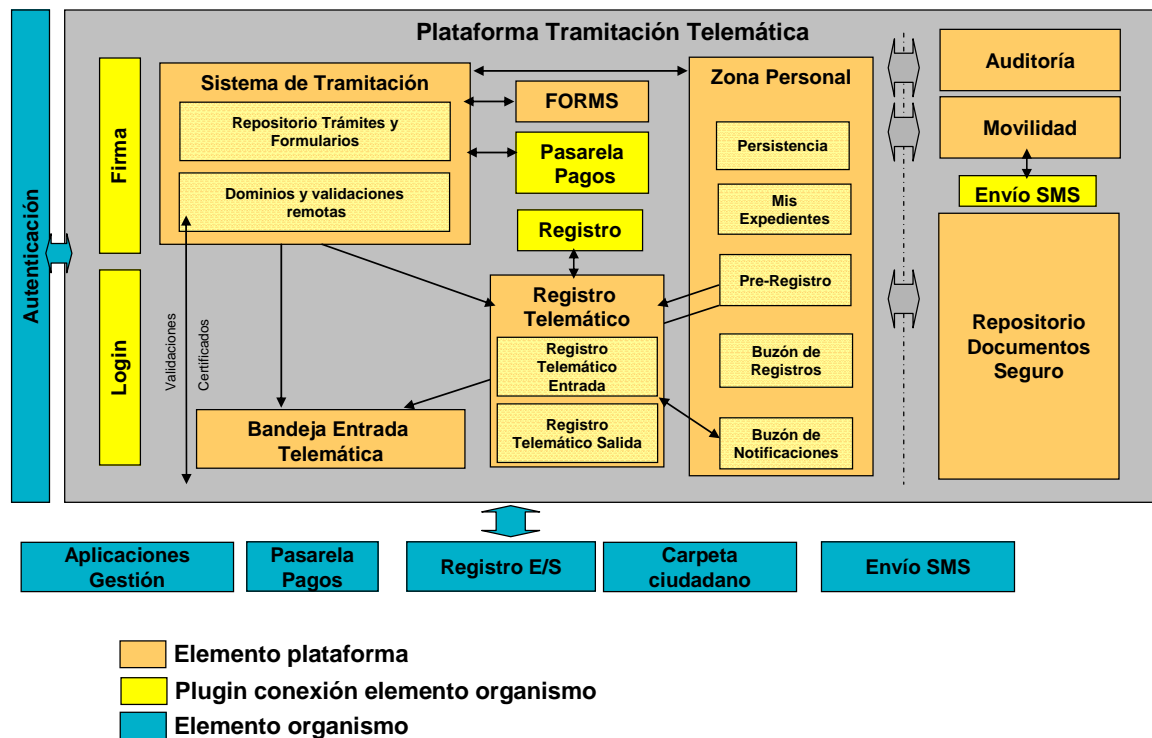 Plataforma Tramitación Telemática
Autenticación
Firma
Login
Sistema de Tramitación
Repositorio Trámites y
Formularios
Dominios y validaciones
remotas
Validaciones
Certificados
FORMS
Pasarela
Pagos
Registro
Registro
Telemático
Registro
Telemático
Entrada
Registro
Telemático Salida
Bandeja Entrada
Telemática
Zona Personal
Persistencia
Mis
Expedientes
Pre-Registro
Buzón de
Registros
Buzón de
Notificaciones
Auditoría
Movilidad
Envío SMS
Repositorio
Documentos
Seguro
Aplicaciones
Gestión
Pasarela
Pagos
Registro E/S
Carpeta
ciudadano
Envío SMS
Elemento plataforma
Plugin conexión elemento organismo
Elemento organismo